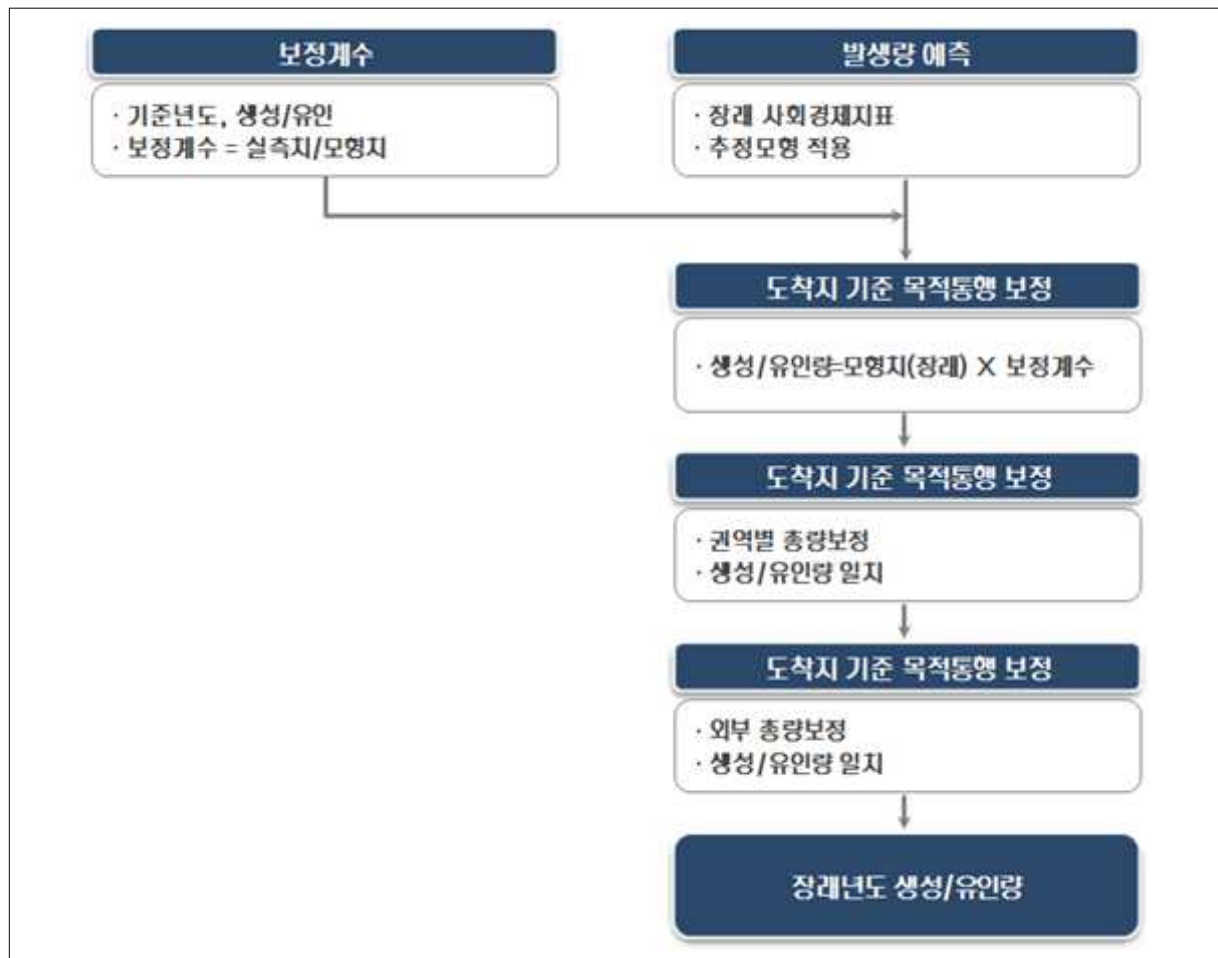 보정계수
· 기준년도, 생성/유인
· 보정계수 = 실측치/모형치
발생량 예측
· 장래 사회경제지표
· 추정모형 적용
도착지 기준 목적통행 보정
· 생성/유인량=모형치(장래) X 보정계수
도착지 기준 목적통행 보정
· 권역별 총량보정
· 생성/유인량 일치
도착지 기준 목적통행 보정
· 외부 총량보정
· 생성/유인량 일치
장래년도 생성/유인량